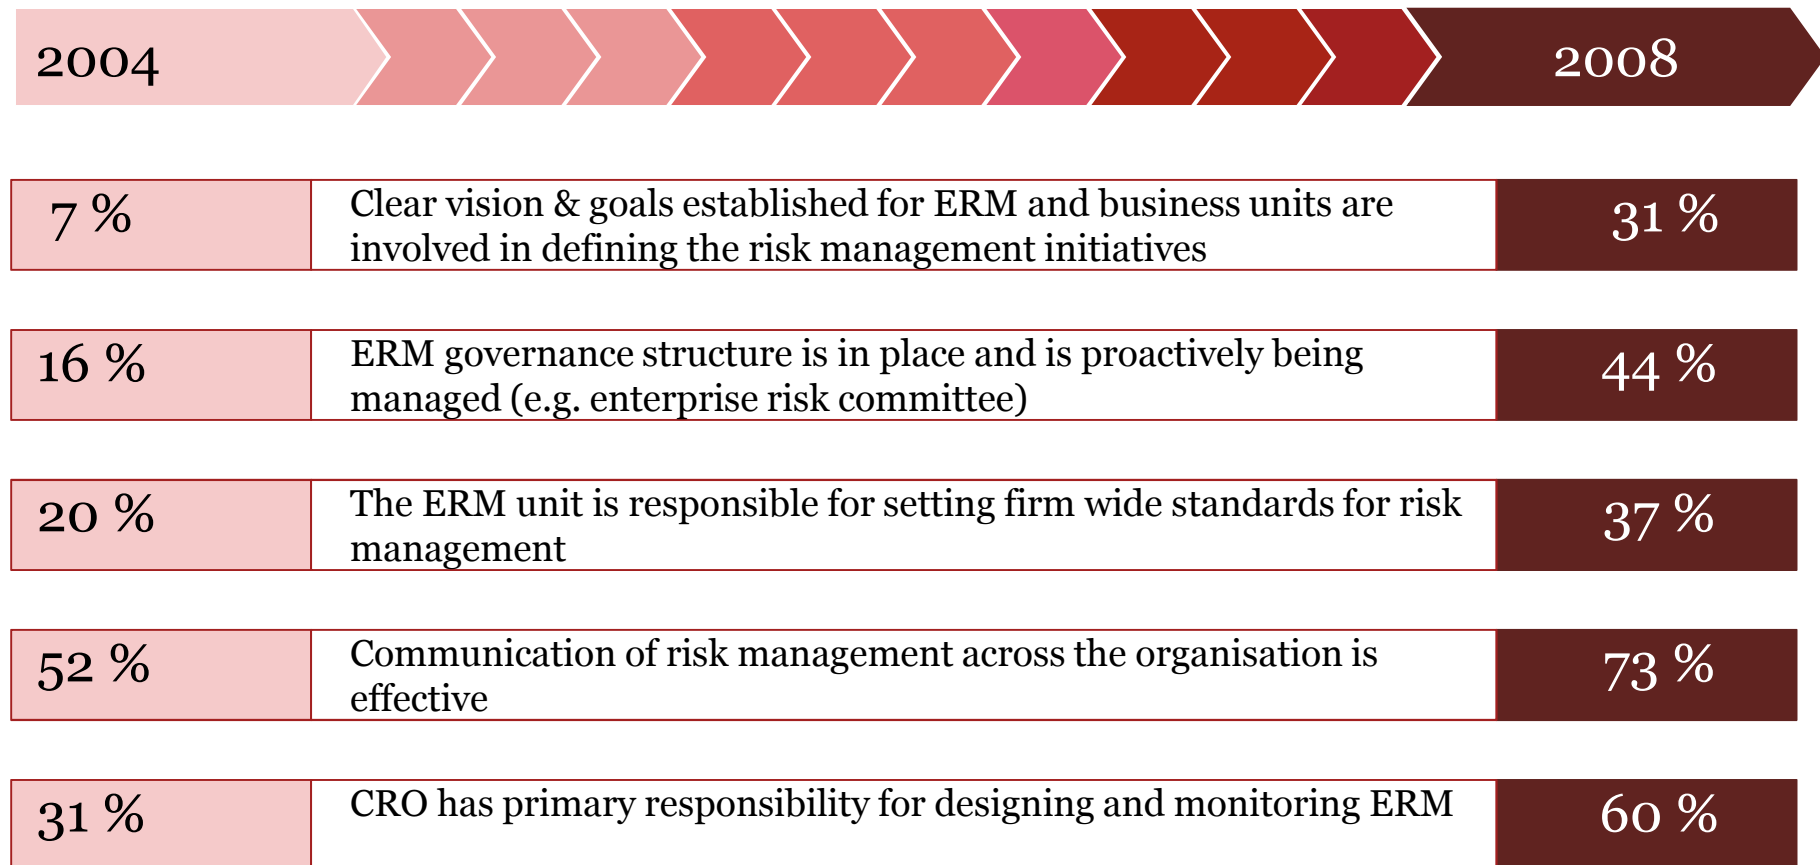 2004 2008
7 % Clear vision & goals established for ERM and business units are 31 %
involved in defining the risk management initiatives
16 % ERM governance structure is in place and is proactively being 44 %
managed (e.g. enterprise risk committee)
20 % The ERM unit is responsible for setting firm wide standards for risk 37 %
management
52 % Communication of risk management across the organisation is 73 %
effective
31 % CRO has primary responsibility for designing and monitoring ERM 60 %